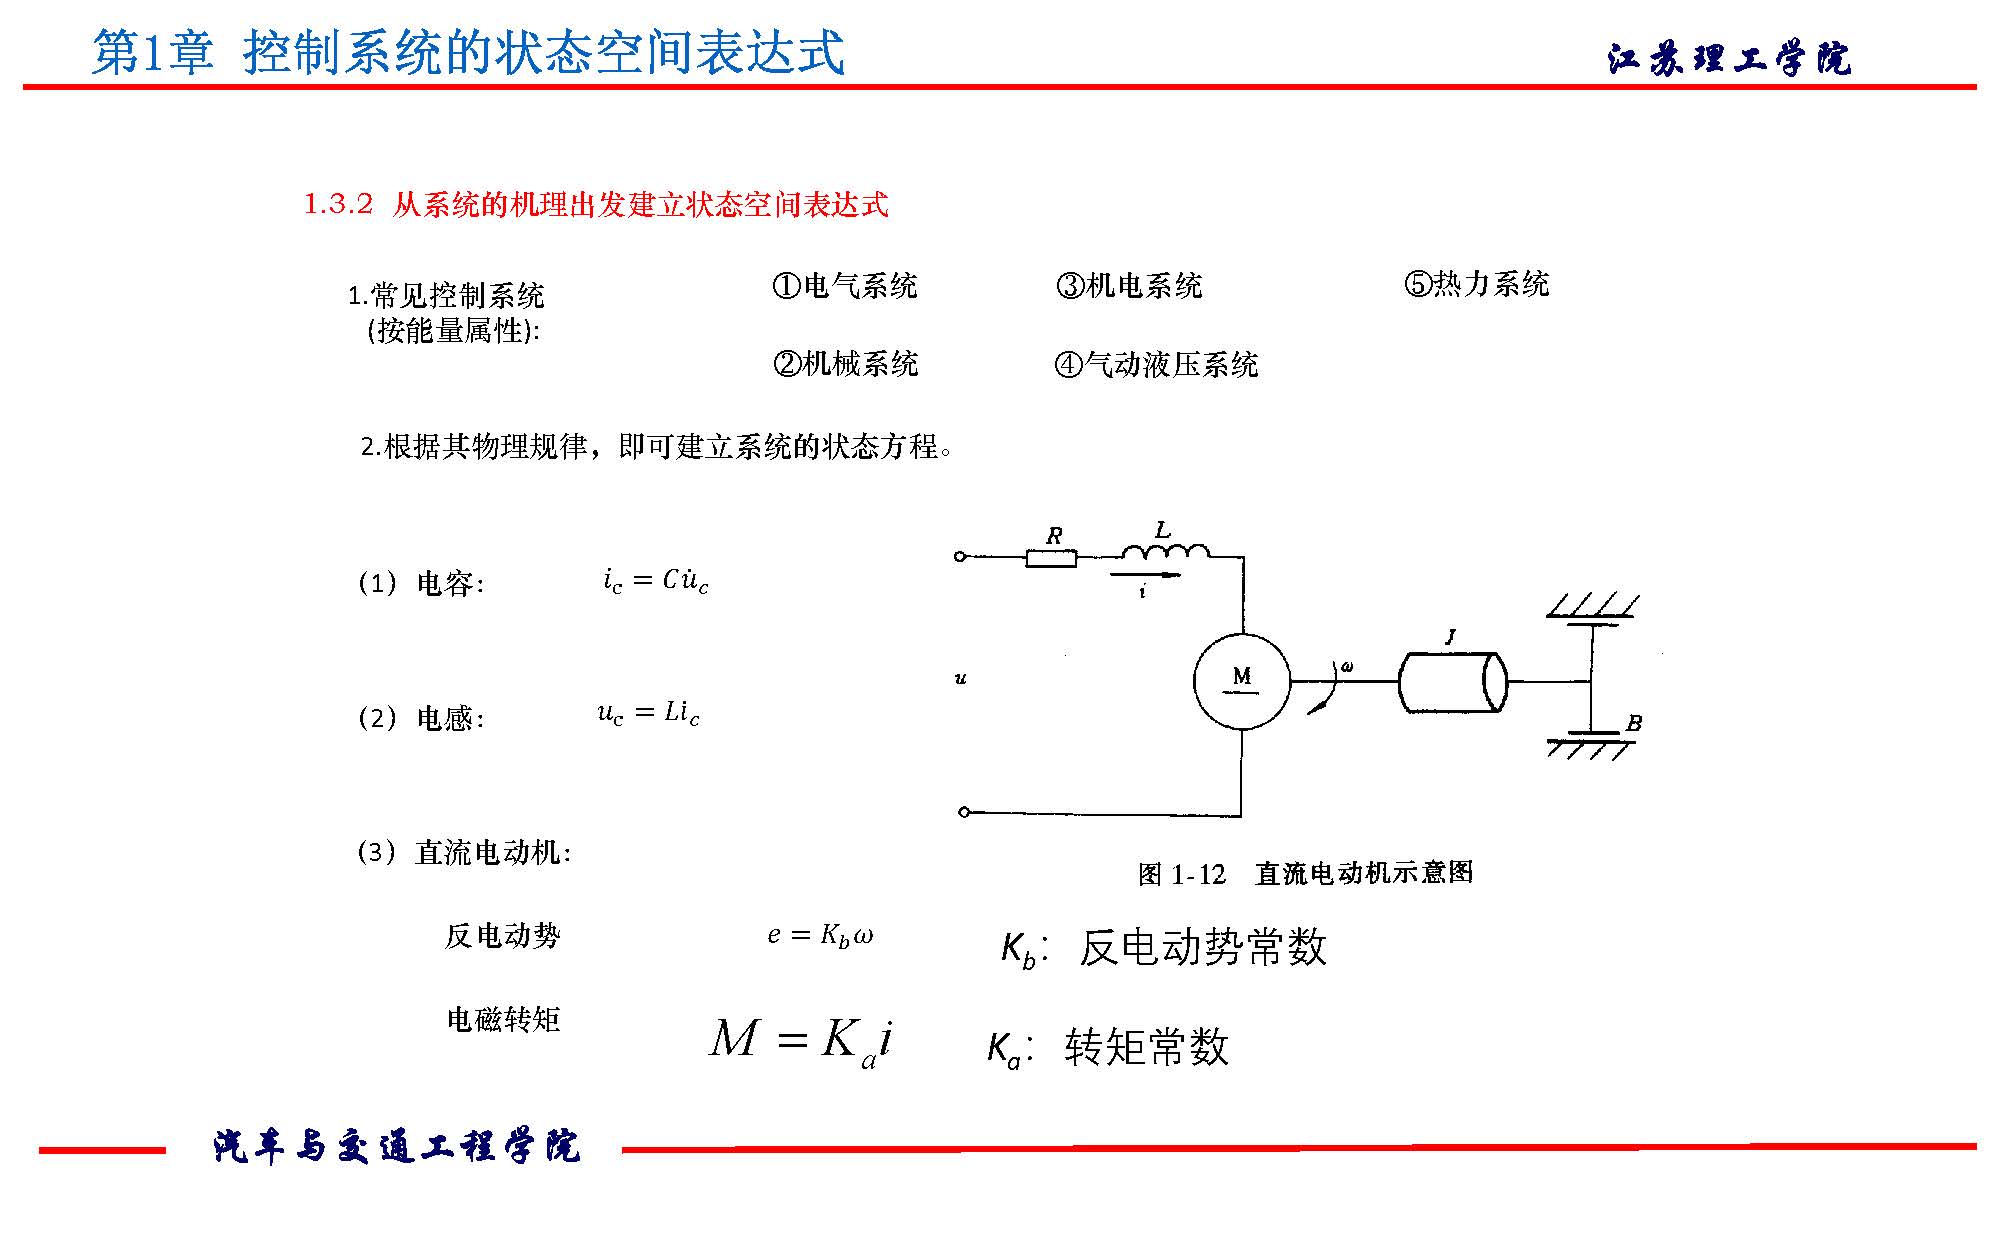 第1章 控制系统的状态空间表达式
江苏理工学院
1.3.2 从系统的机理出发建立状态空间表达式
1.常见控制系统
(按能量属性):
①电气系统
③机电系统
⑤热力系统
②机械系统
④气动液压系统
2.根据其物理规律，即可建立系统的状态方程。
（1）电容：
i_c = Cu̇_c
（2）电感：
u_c = Li̇_c
（3）直流电动机：
R
L
i
u
M
ω
J
B
图 1-12 直流电动机示意图
反电动势
e = K_bω
K_b：反电动势常数
电磁转矩
M = K_a i
K_a：转矩常数
汽车与交通工程学院